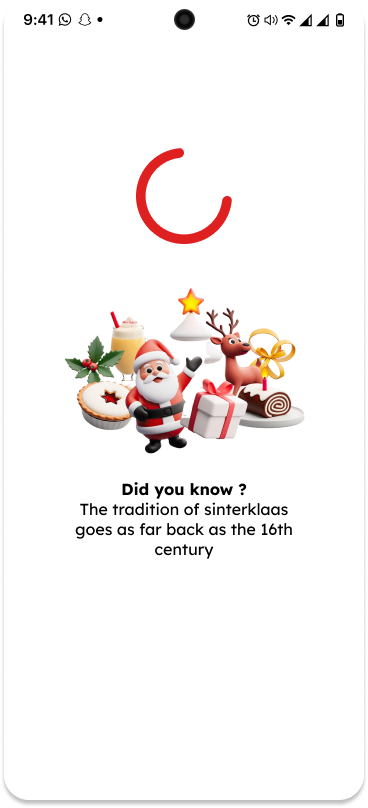 9:41
Did you know ?
The tradition of sinterklaas
goes as far back as the 16th
century